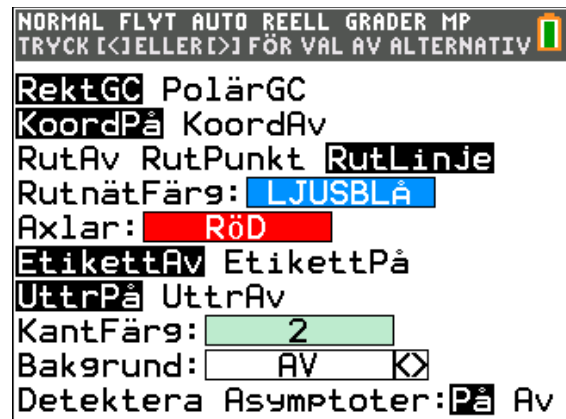 NORMAL FLYT AUTO REELL GRADER MP
TRYCK [<]ELLER[>] FÖR VAL AV ALTERNATIV
RektGC PolärGC
KoordPå KoordAv
RutAv RutPunkt RutLinje
RutnätFärg: LJUSBLÅ
Axlar: RöD
EtikettAv EtikettPå
UttrPå UttrAv
KantFärg: 2
Bakgrund: AV <>
Detektera Asymptoter:På Av